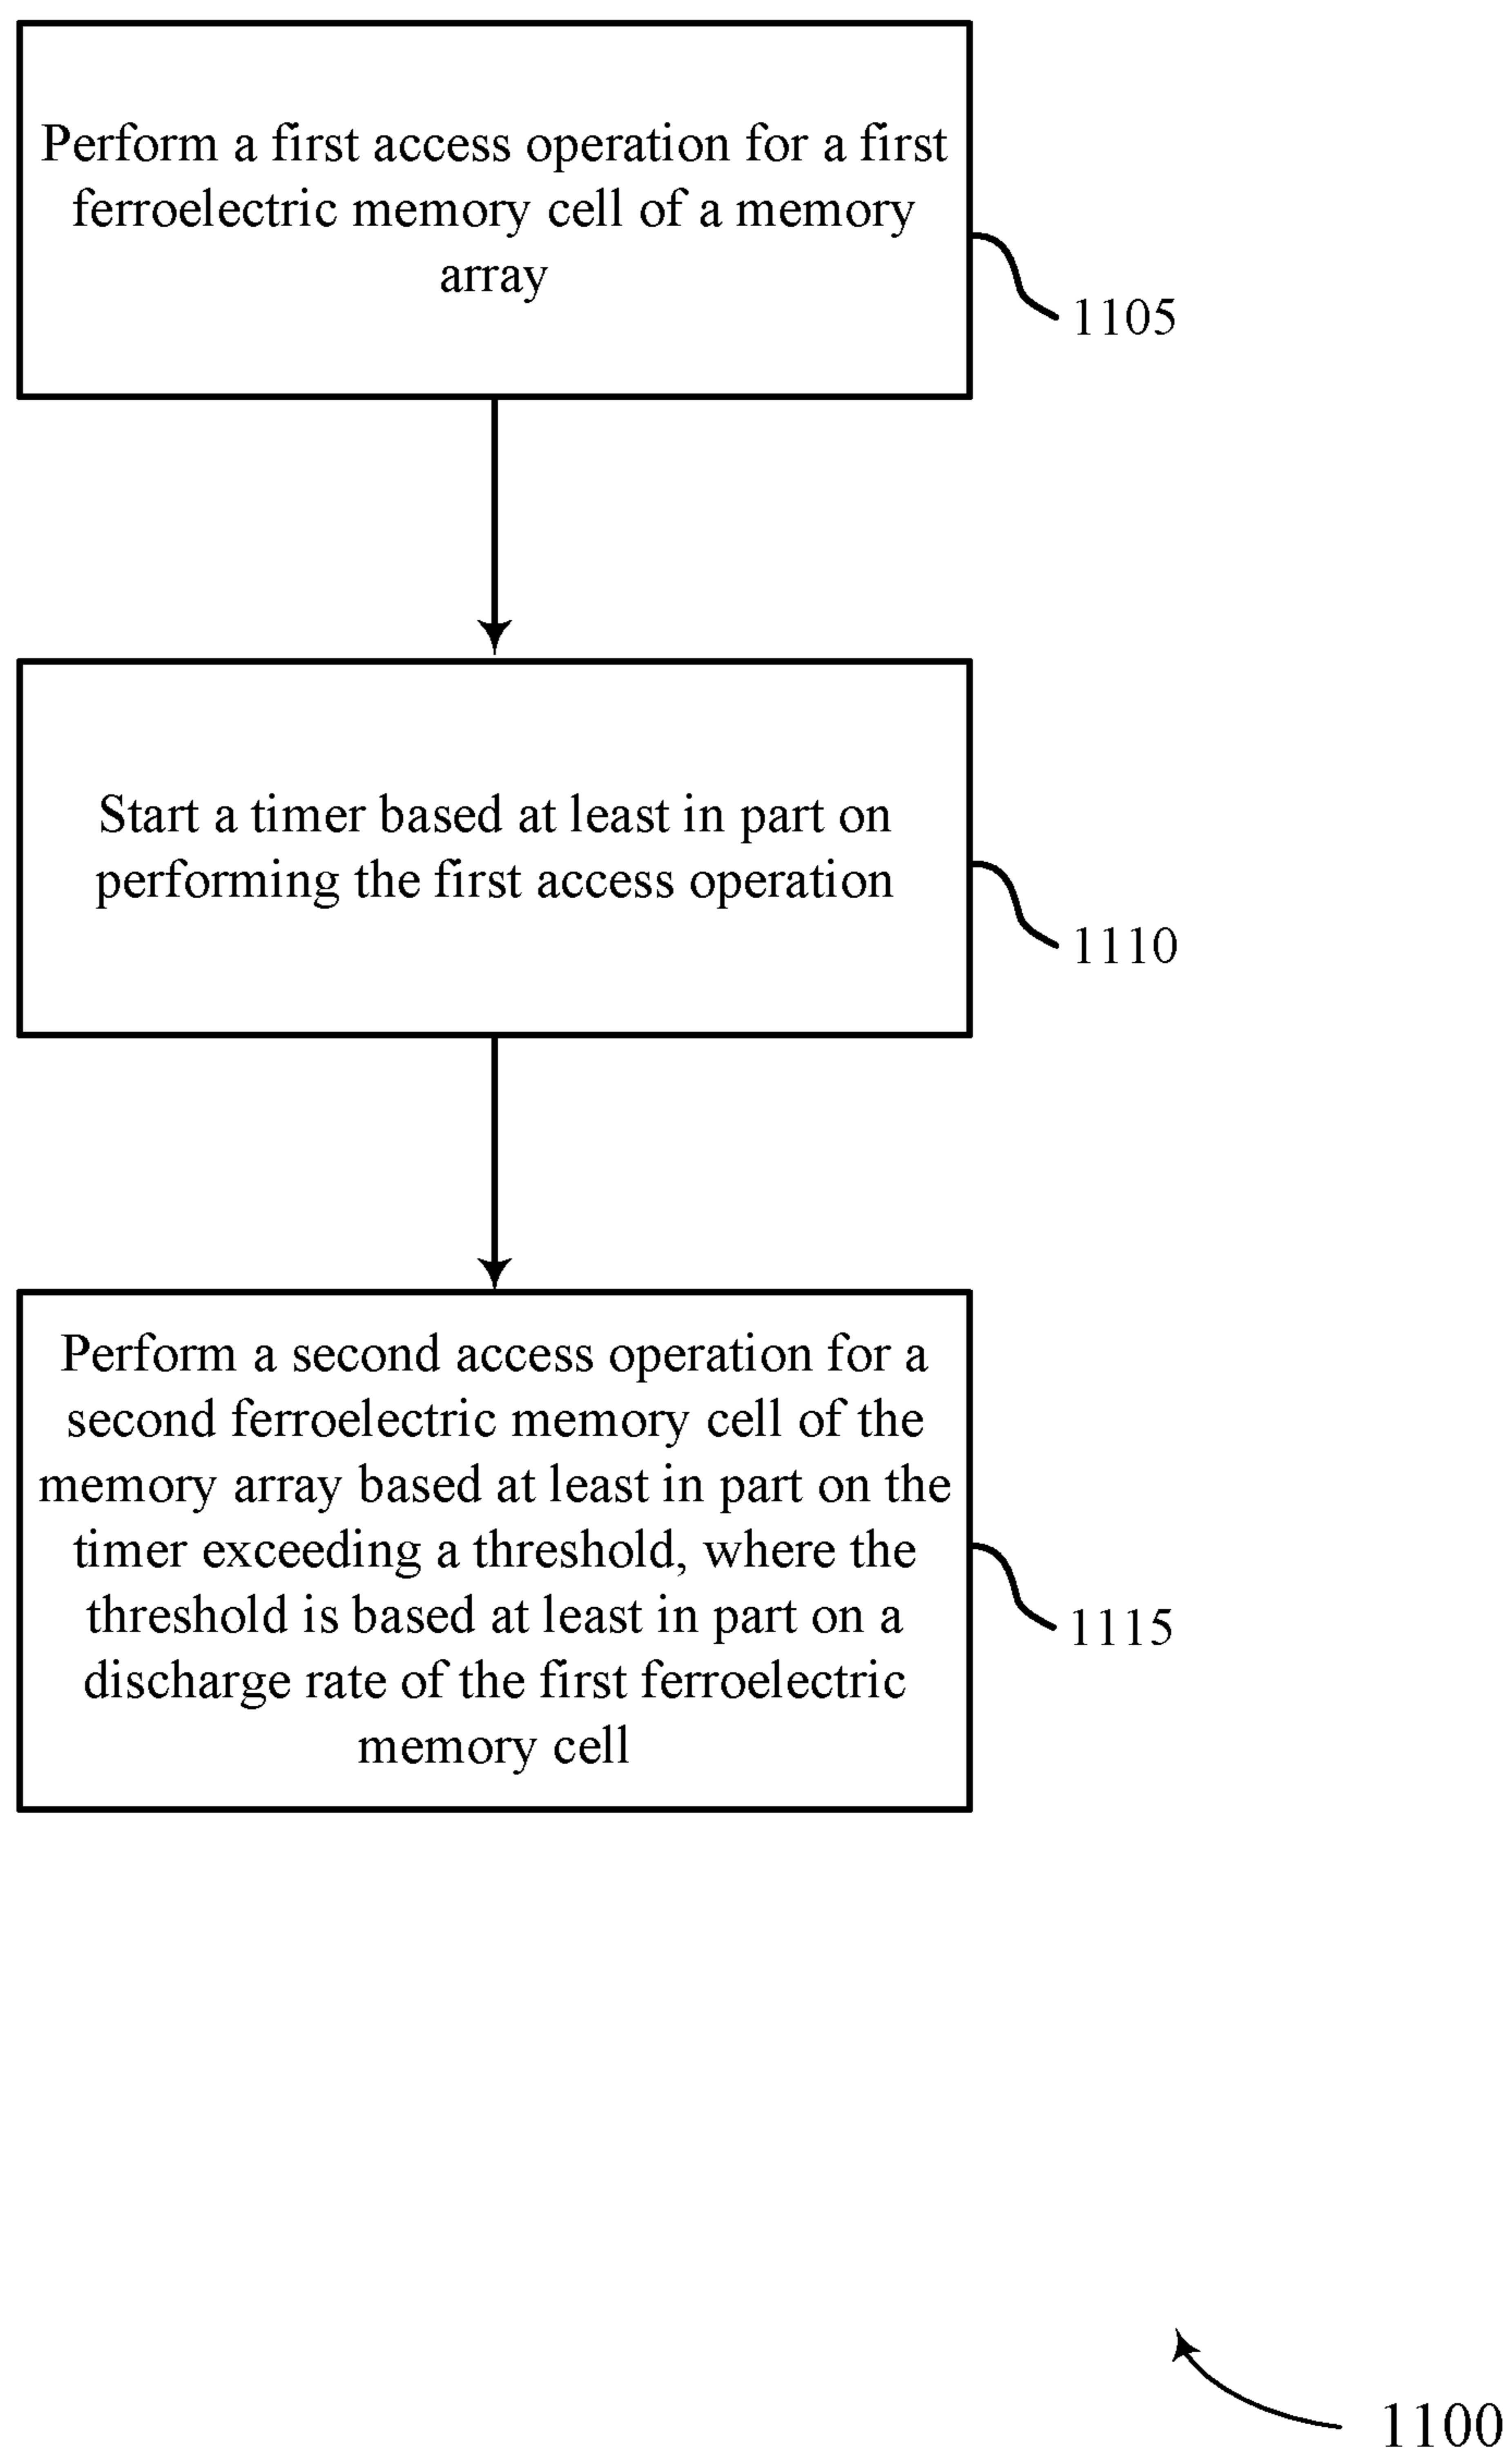 Perform a first access operation for a first
ferroelectric memory cell of a memory
array
1105
Start a timer based at least in part on
performing the first access operation
1110
Perform a second access operation for a
second ferroelectric memory cell of the
memory array based at least in part on the
timer exceeding a threshold, where the
threshold is based at least in part on a
discharge rate of the first ferroelectric
memory cell
1115
1100